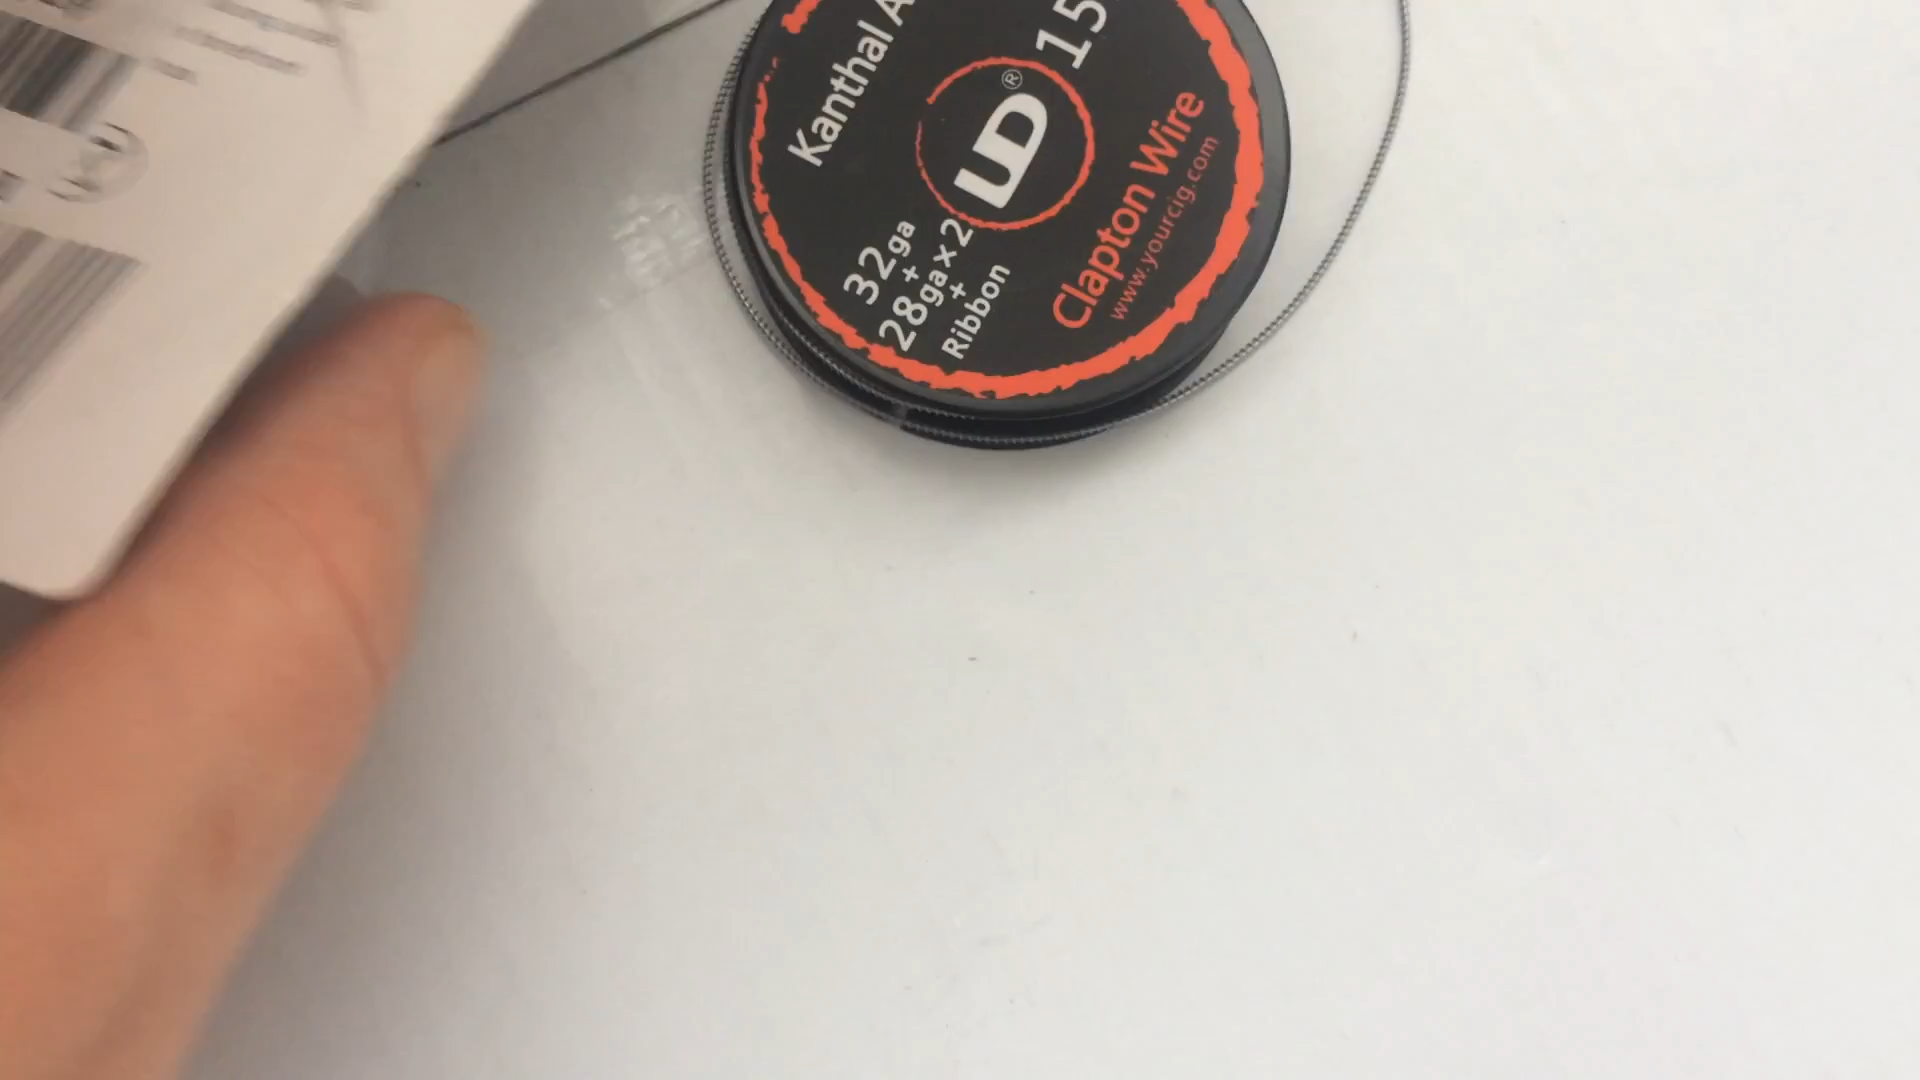 Kanthal A
15
UD®
32ga
+
28ga×2
+
Ribbon
Clapton Wire
www.yourcig.com